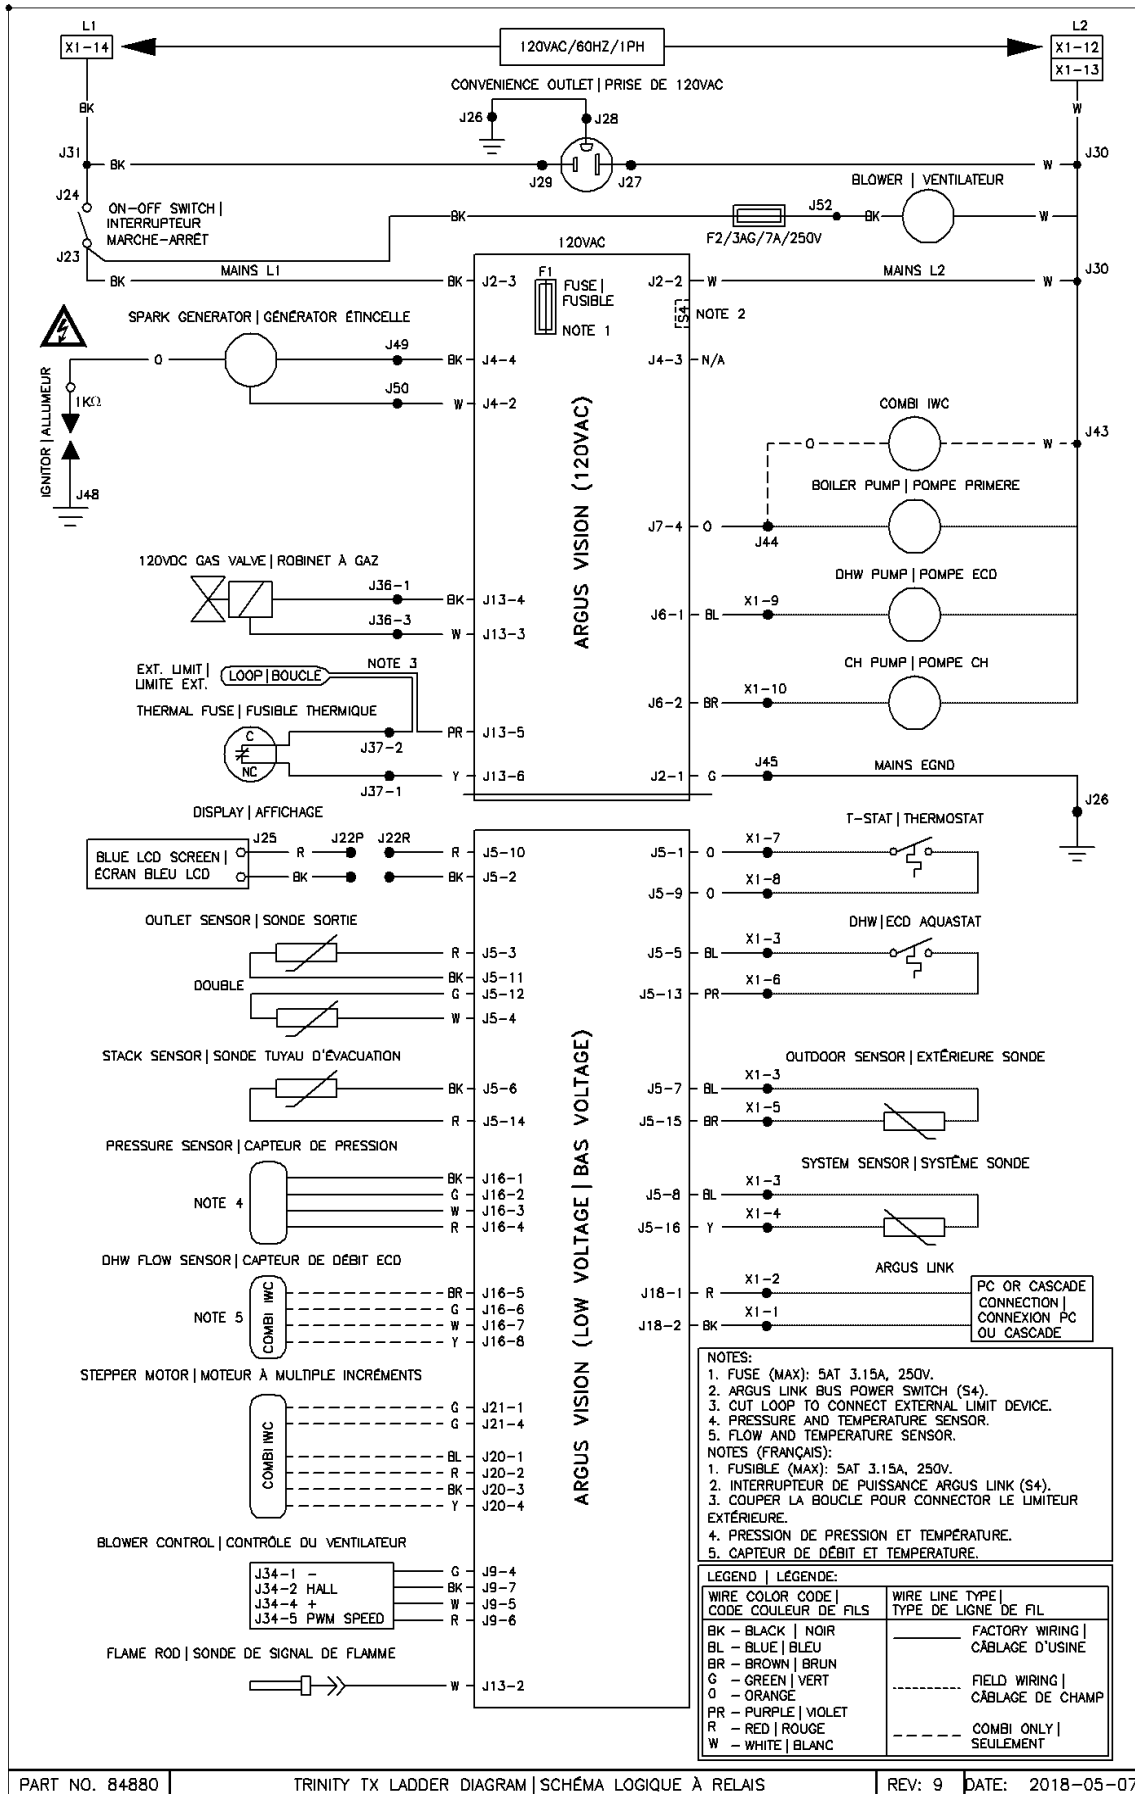 L1
X1-14
120VAC/60HZ/1PH
L2
X1-12
X1-13
CONVENIENCE OUTLET | PRISE DE 120VAC
BK
J26
J28
W
J31
BK
J29
J27
W
J30
J24
ON-OFF SWITCH |
INTERRUPTEUR
MARCHE-ARRÊT
J23
BLOWER | VENTILATEUR
BK
J52
BK
W
F2/3AG/7A/250V
120VAC
MAINS L1
BK
BK
J2-3
F1
FUSE |
FUSIBLE
NOTE 1
J2-2
W
MAINS L2
W
J30
S4
NOTE 2
SPARK GENERATOR | GÉNÉRATOR ÉTINCELLE
O
J49
BK
J4-4
J4-3
N/A
J50
W
J4-2
1KΩ
IGNITOR | ALLUMEUR
J48
ARGUS VISION (120VAC)
COMBI IWC
O
W
J43
BOILER PUMP | POMPE PRIMERE
J7-4
O
J44
120VDC GAS VALVE | ROBINET À GAZ
J36-1
BK
J13-4
J36-3
W
J13-3
DHW PUMP | POMPE ECD
J6-1
BL
X1-9
EXT. LIMIT |
LIMITE EXT.
LOOP | BOUCLE
NOTE 3
CH PUMP | POMPE CH
J6-2
BR
X1-10
THERMAL FUSE | FUSIBLE THERMIQUE
C
NC
J37-2
PR
J13-5
J37-1
Y
J13-6
J2-1
G
J45
MAINS EGND
J26
DISPLAY | AFFICHAGE
BLUE LCD SCREEN |
ÉCRAN BLEU LCD
J25
R
BK
J22P
J22R
R
J5-10
BK
J5-2
T-STAT | THERMOSTAT
J5-1
O
X1-7
J5-9
O
X1-8
OUTLET SENSOR | SONDE SORTIE
R
J5-3
BK
J5-11
DOUBLE
G
J5-12
W
J5-4
DHW | ECD AQUASTAT
J5-5
BL
X1-3
J5-13
PR
X1-6
ARGUS VISION (LOW VOLTAGE | BAS VOLTAGE)
STACK SENSOR | SONDE TUYAU D'ÉVACUATION
BK
J5-6
R
J5-14
OUTDOOR SENSOR | EXTÉRIEURE SONDE
J5-7
BL
X1-3
J5-15
BR
X1-5
PRESSURE SENSOR | CAPTEUR DE PRESSION
NOTE 4
BK
J16-1
G
J16-2
W
J16-3
R
J16-4
SYSTEM SENSOR | SYSTÈME SONDE
J5-8
BL
X1-3
J5-16
Y
X1-4
DHW FLOW SENSOR | CAPTEUR DE DÉBIT ECD
NOTE 5
COMBI IWC
BR
J16-5
G
J16-6
W
J16-7
Y
J16-8
ARGUS LINK
J18-1
R
X1-2
J18-2
BK
X1-1
PC OR CASCADE
CONNECTION |
CONNEXION PC
OU CASCADE
STEPPER MOTOR | MOTEUR À MULTIPLE INCRÉMENTS
COMBI IWC
G
J21-1
G
J21-4
BL
J20-1
R
J20-2
BK
J20-3
Y
J20-4
BLOWER CONTROL | CONTRÔLE DU VENTILATEUR
J34-1 -
J34-2 HALL
J34-4 +
J34-5 PWM SPEED
G
J9-4
BK
J9-7
W
J9-5
R
J9-6
FLAME ROD | SONDE DE SIGNAL DE FLAMME
W
J13-2
NOTES:
1. FUSE (MAX): 5AT 3.15A, 250V.
2. ARGUS LINK BUS POWER SWITCH (S4).
3. CUT LOOP TO CONNECT EXTERNAL LIMIT DEVICE.
4. PRESSURE AND TEMPERATURE SENSOR.
5. FLOW AND TEMPERATURE SENSOR.
NOTES (FRANÇAIS):
1. FUSIBLE (MAX): 5AT 3.15A, 250V.
2. INTERRUPTEUR DE PUISSANCE ARGUS LINK (S4).
3. COUPER LA BOUCLE POUR CONNECTOR LE LIMITEUR
EXTÉRIEURE.
4. PRESSION DE PRESSION ET TEMPÉRATURE.
5. CAPTEUR DE DÉBIT ET TEMPERATURE.
LEGEND | LÉGENDE:
WIRE COLOR CODE |
CODE COULEUR DE FILS
WIRE LINE TYPE |
TYPE DE LIGNE DE FIL
BK - BLACK | NOIR
BL - BLUE | BLEU
BR - BROWN | BRUN
G - GREEN | VERT
O - ORANGE
PR - PURPLE | VIOLET
R - RED | ROUGE
W - WHITE | BLANC
FACTORY WIRING |
CÂBLAGE D'USINE
FIELD WIRING |
CÂBLAGE DE CHAMP
COMBI ONLY |
SEULEMENT
PART NO. 84880
TRINITY TX LADDER DIAGRAM | SCHÉMA LOGIQUE À RELAIS
REV: 9
DATE: 2018-05-07